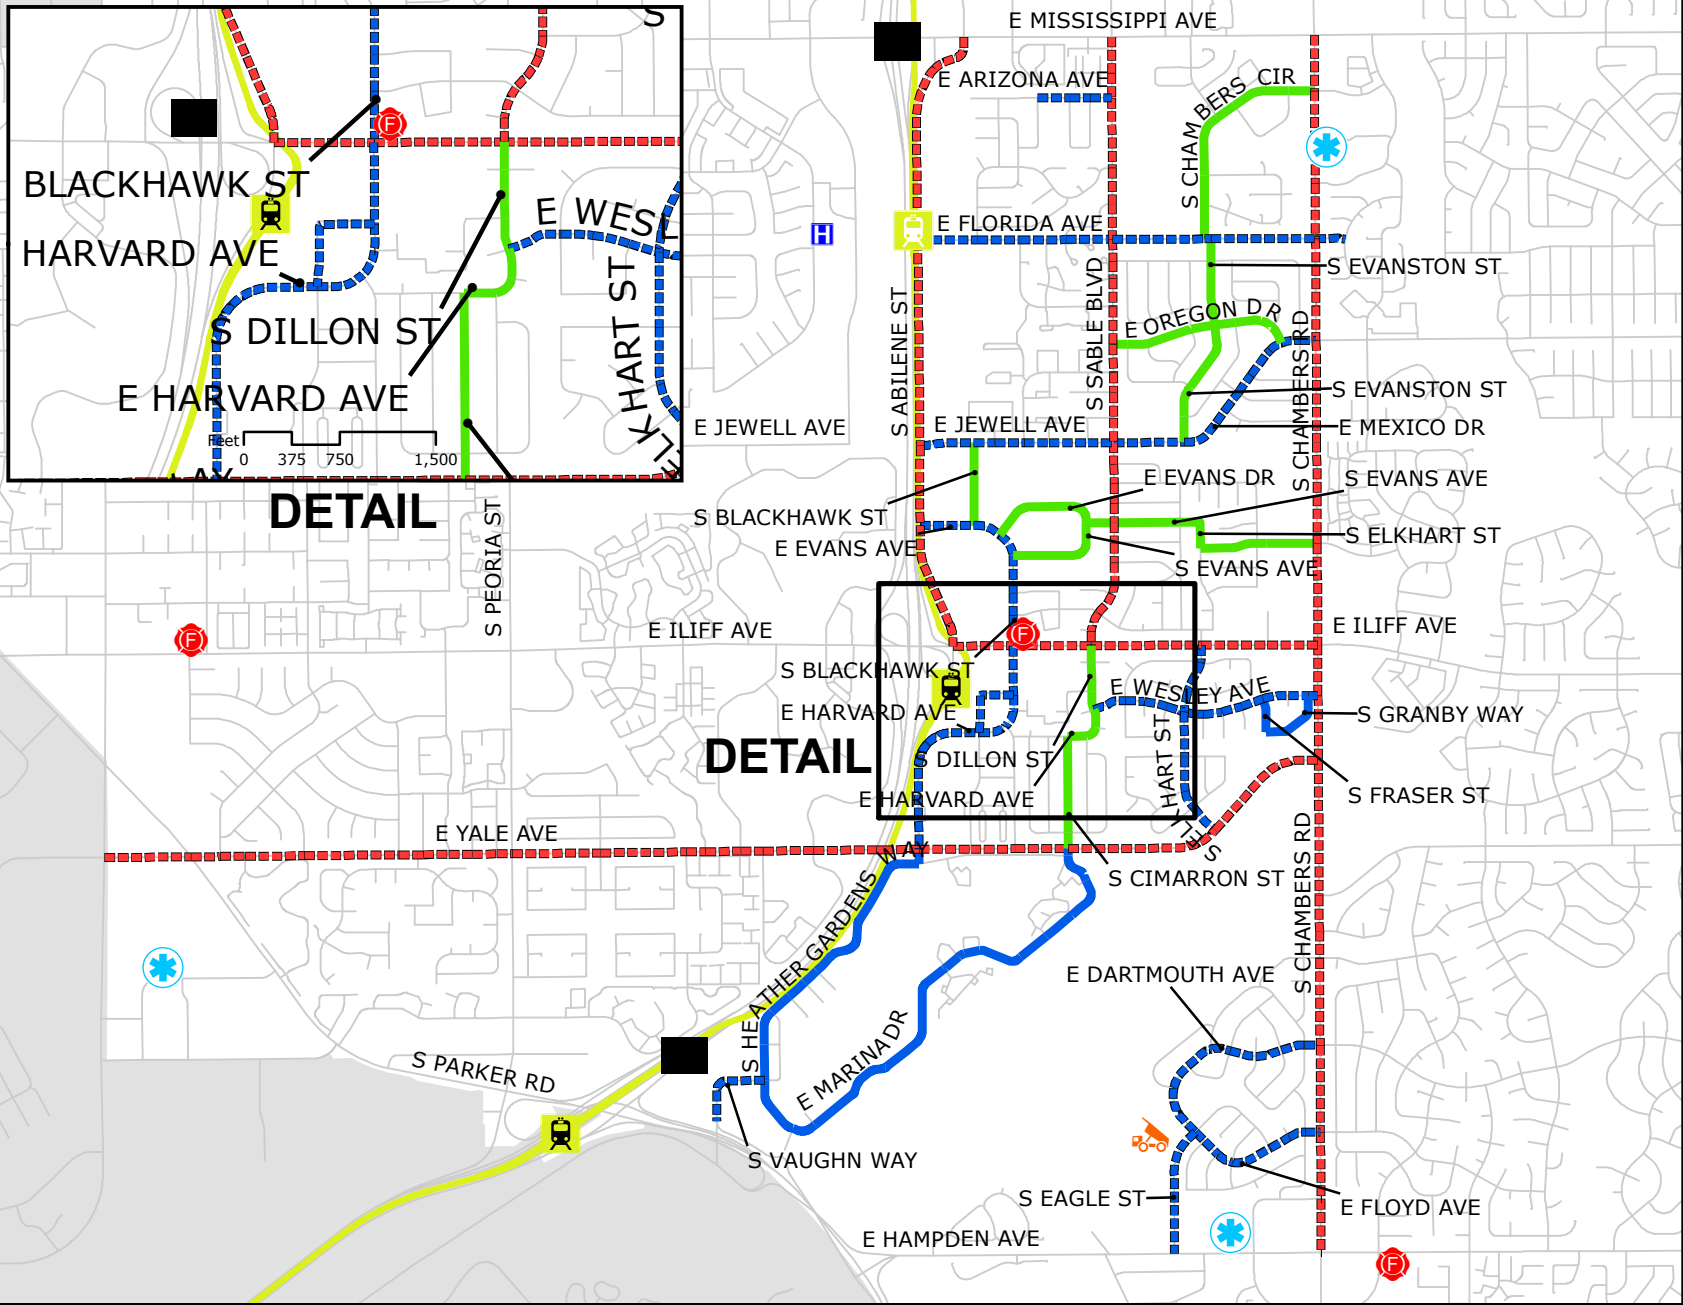 S
BLACKHAWK ST
HARVARD AVE
S DILLON ST
E HARVARD AVE
E WESL
ELKHART ST
AY
Feet
0 375 750 1,500
DETAIL
E MISSISSIPPI AVE
E ARIZONA AVE
S CHAMBERS CIR
H
E FLORIDA AVE
S EVANSTON ST
S ABILENE ST
S SABLE BLVD
E OREGON DR
S CHAMBERS RD
S EVANSTON ST
E JEWELL AVE
E JEWELL AVE
E MEXICO DR
E EVANS DR
S EVANS AVE
S BLACKHAWK ST
E EVANS AVE
S ELKHART ST
S EVANS AVE
S PEORIA ST
F
F
F
E ILIFF AVE
E ILIFF AVE
S BLACKHAWK ST
E WESLEY AVE
E HARVARD AVE
S GRANBY WAY
DETAIL
S DILLON ST
S ELKHART ST
E HARVARD AVE
S FRASER ST
E YALE AVE
S CIMARRON ST
S HEATHER GARDENS WAY
S CHAMBERS RD
E DARTMOUTH AVE
E MARINA DR
S PARKER RD
S VAUGHN WAY
S EAGLE ST
E FLOYD AVE
E HAMPDEN AVE
F